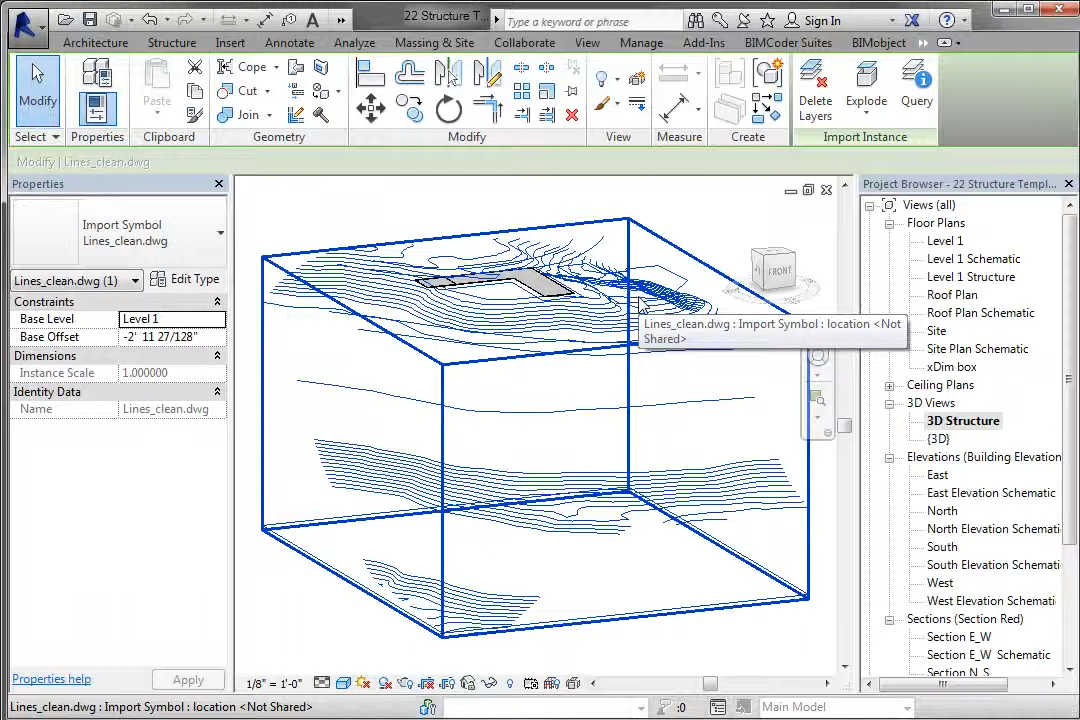 22 Structure T...
Type a keyword or phrase
Sign In
Architecture
Structure
Insert
Annotate
Analyze
Massing & Site
Collaborate
View
Manage
Add-Ins
BIMCoder Suites
BIMobject
Modify
Paste
Cope
Cut
Join
Delete
Layers
Explode
Query
Select
Properties
Clipboard
Geometry
Modify
View
Measure
Create
Import Instance
Modify | Lines_clean.dwg
Properties
Import Symbol
Lines_clean.dwg
Lines_clean.dwg (1)
Edit Type
Constraints
Base Level
Level 1
Base Offset
-2' 11 27/128"
Dimensions
Instance Scale
1.000000
Identity Data
Name
Lines_clean.dwg
Properties help
Apply
FRONT
Lines_clean.dwg : Import Symbol : location <Not
Shared>
1/8" = 1'-0"
Project Browser - 22 Structure Templ...
Views (all)
Floor Plans
Level 1
Level 1 Schematic
Level 1 Structure
Roof Plan
Roof Plan Schematic
Site
Site Plan Schematic
xDim box
Ceiling Plans
3D Views
3D Structure
{3D}
Elevations (Building Elevation
East
East Elevation Schematic
North
North Elevation Schemati
South
South Elevation Schemati
West
West Elevation Schemati
Sections (Section Red)
Section E_W
Section E_W Schematic
Section N_S
Lines_clean.dwg : Import Symbol : location <Not Shared>
:0
Main Model